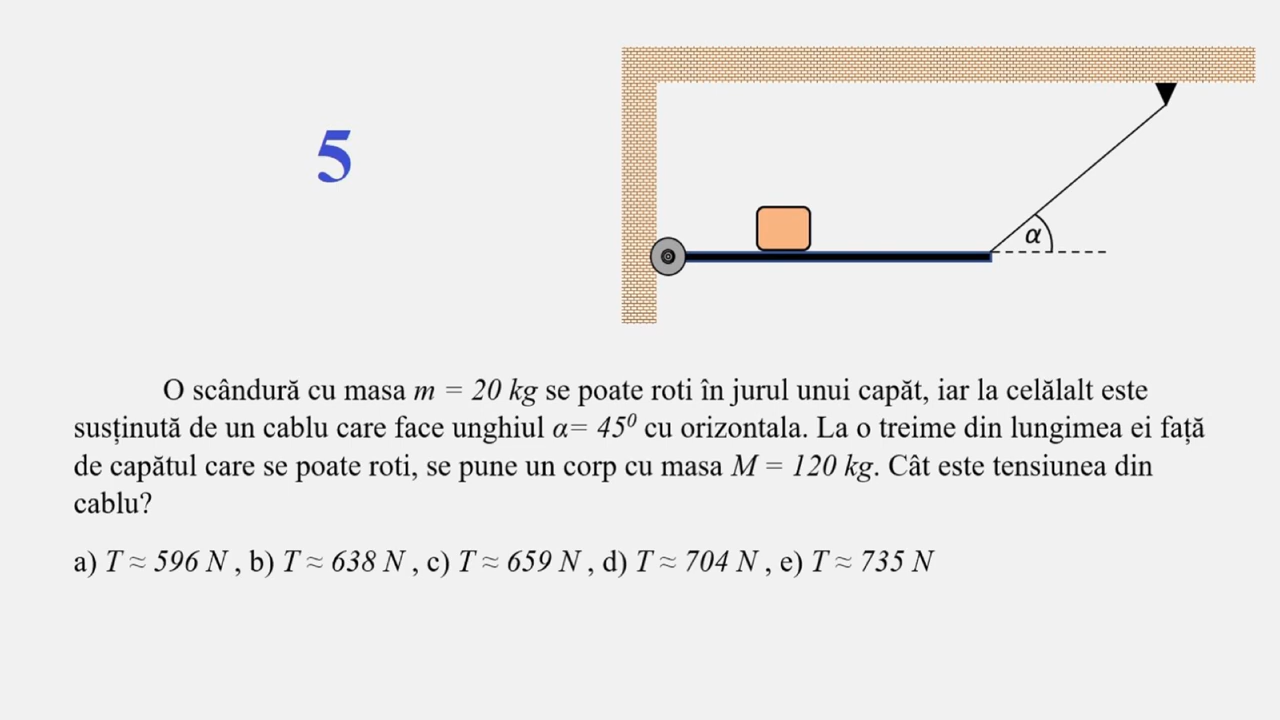 5
α
O scândură cu masa m = 20 kg se poate roti în jurul unui capăt, iar la celălalt este
susținută de un cablu care face unghiul α= 45⁰ cu orizontala. La o treime din lungimea ei față
de capătul care se poate roti, se pune un corp cu masa M = 120 kg. Cât este tensiunea din
cablu?
a) T ≈ 596 N , b) T ≈ 638 N , c) T ≈ 659 N , d) T ≈ 704 N , e) T ≈ 735 N